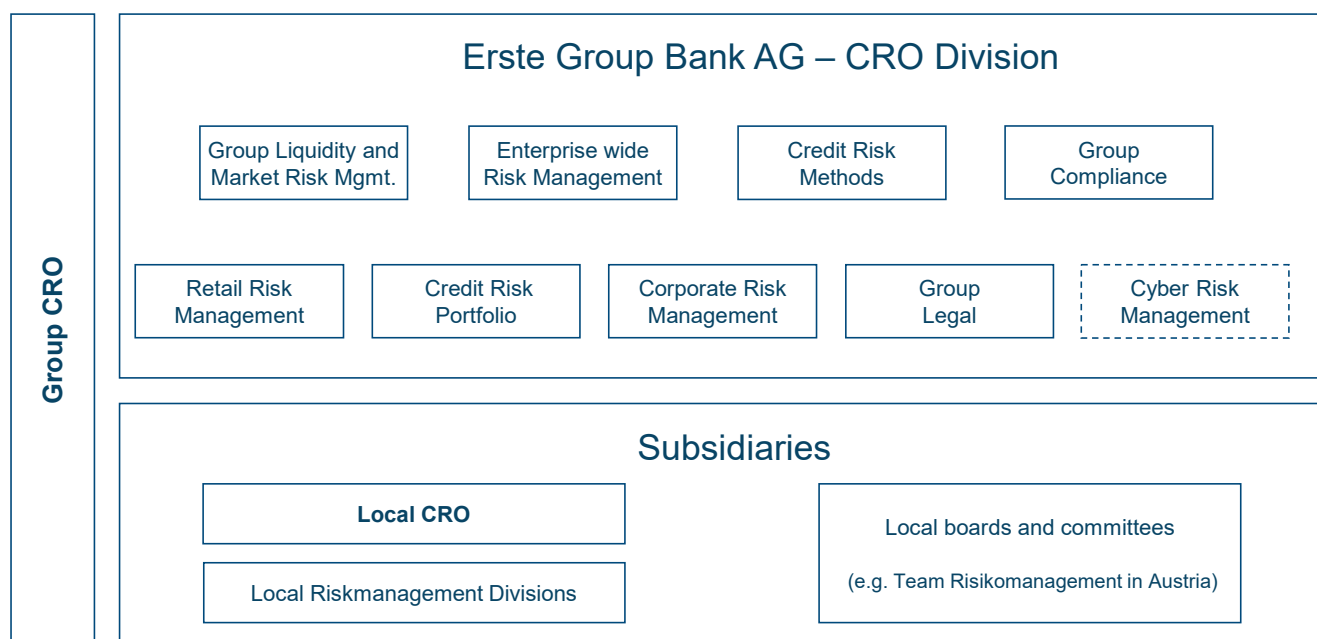 Group CRO
Erste Group Bank AG – CRO Division
Group Liquidity and
Market Risk Mgmt.
Enterprise wide
Risk Management
Credit Risk
Methods
Group
Compliance
Retail Risk
Management
Credit Risk
Portfolio
Corporate Risk
Management
Group
Legal
Cyber Risk
Management
Subsidiaries
Local CRO
Local Riskmanagement Divisions
Local boards and committees
(e.g. Team Risikomanagement in Austria)